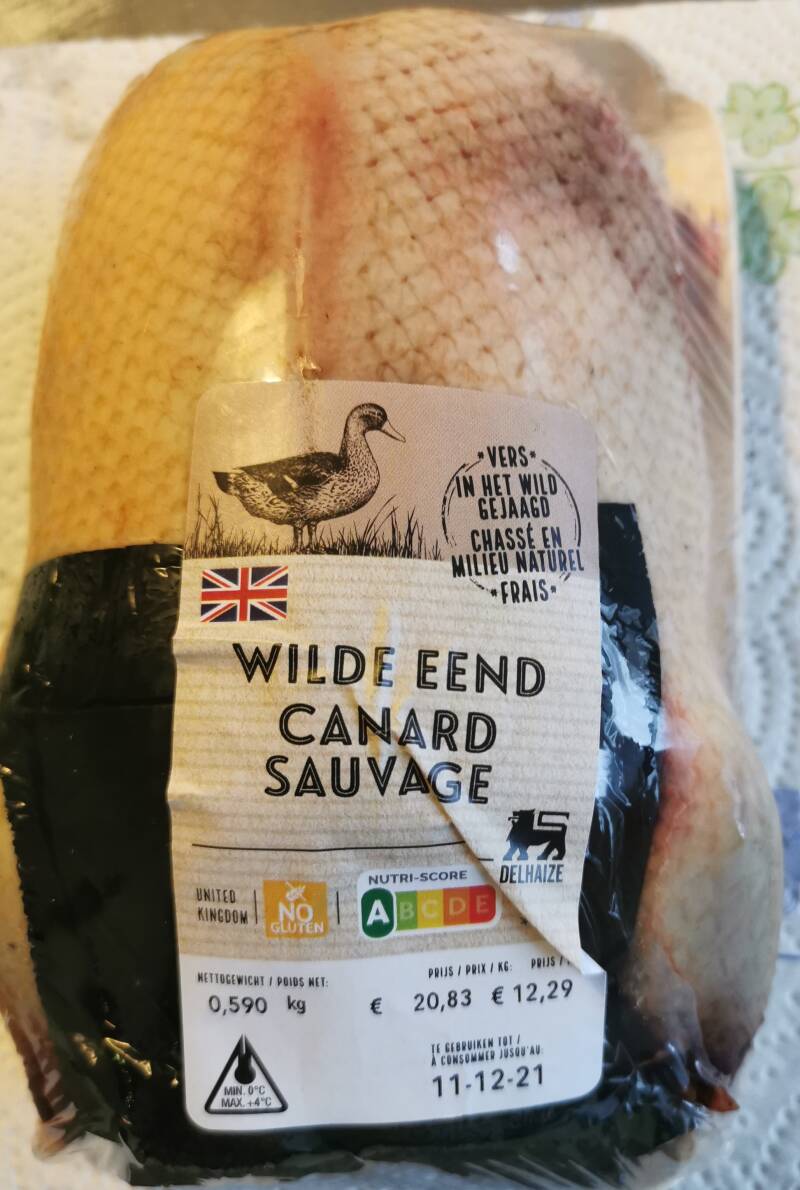 *VERS*
IN HET WILD
GEJAAGD
CHASSÉ EN
MILIEU NATUREL
*FRAIS*
WILDE EEND
CANARD
SAUVAGE
DELHAIZE
UNITED
KINGDOM
NO
GLUTEN
NUTRI-SCORE
A B C D E
NETTOGEWICHT / POIDS NET:
0,590 kg
PRIJS / PRIX / KG: PRIJS /
€ 20,83 € 12,29
TE GEBRUIKEN TOT /
À CONSOMMER JUSQU'AU:
11-12-21
MIN. 0°C
MAX. +4°C